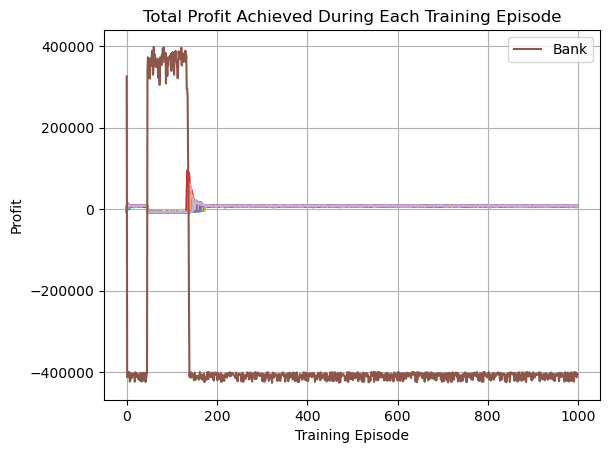 Total Profit Achieved During Each Training Episode
Bank
400000
200000
0
−200000
−400000
Profit
0
200
400
600
800
1000
Training Episode